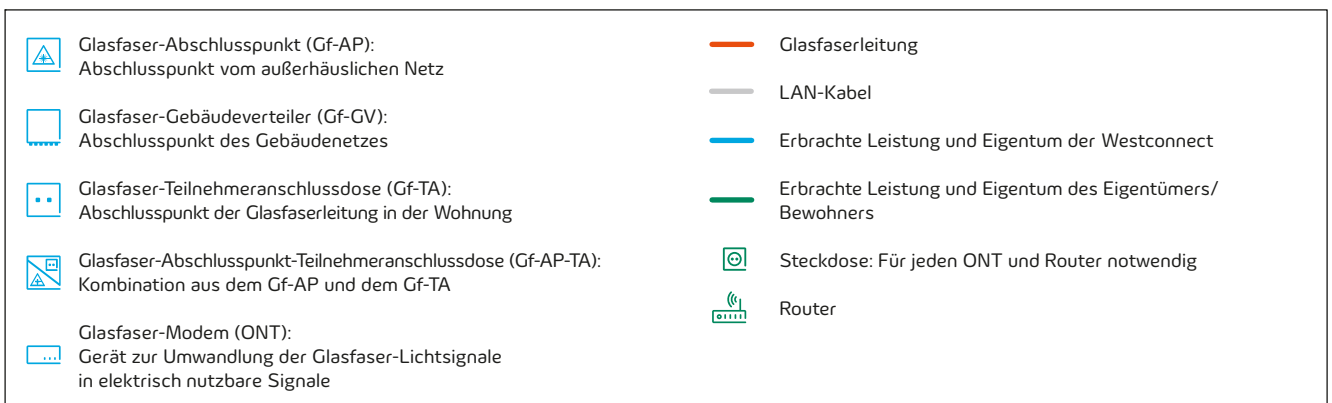 Glasfaser-Abschlusspunkt (Gf-AP):
Abschlusspunkt vom außerhäuslichen Netz
Glasfaser-Gebäudeverteiler (Gf-GV):
Abschlusspunkt des Gebäudenetzes
Glasfaser-Teilnehmeranschlussdose (Gf-TA):
Abschlusspunkt der Glasfaserleitung in der Wohnung
Glasfaser-Abschlusspunkt-Teilnehmeranschlussdose (Gf-AP-TA):
Kombination aus dem Gf-AP und dem Gf-TA
Glasfaser-Modem (ONT):
Gerät zur Umwandlung der Glasfaser-Lichtsignale
in elektrisch nutzbare Signale
Glasfaserleitung
LAN-Kabel
Erbrachte Leistung und Eigentum der Westconnect
Erbrachte Leistung und Eigentum des Eigentümers/
Bewohners
Steckdose: Für jeden ONT und Router notwendig
Router